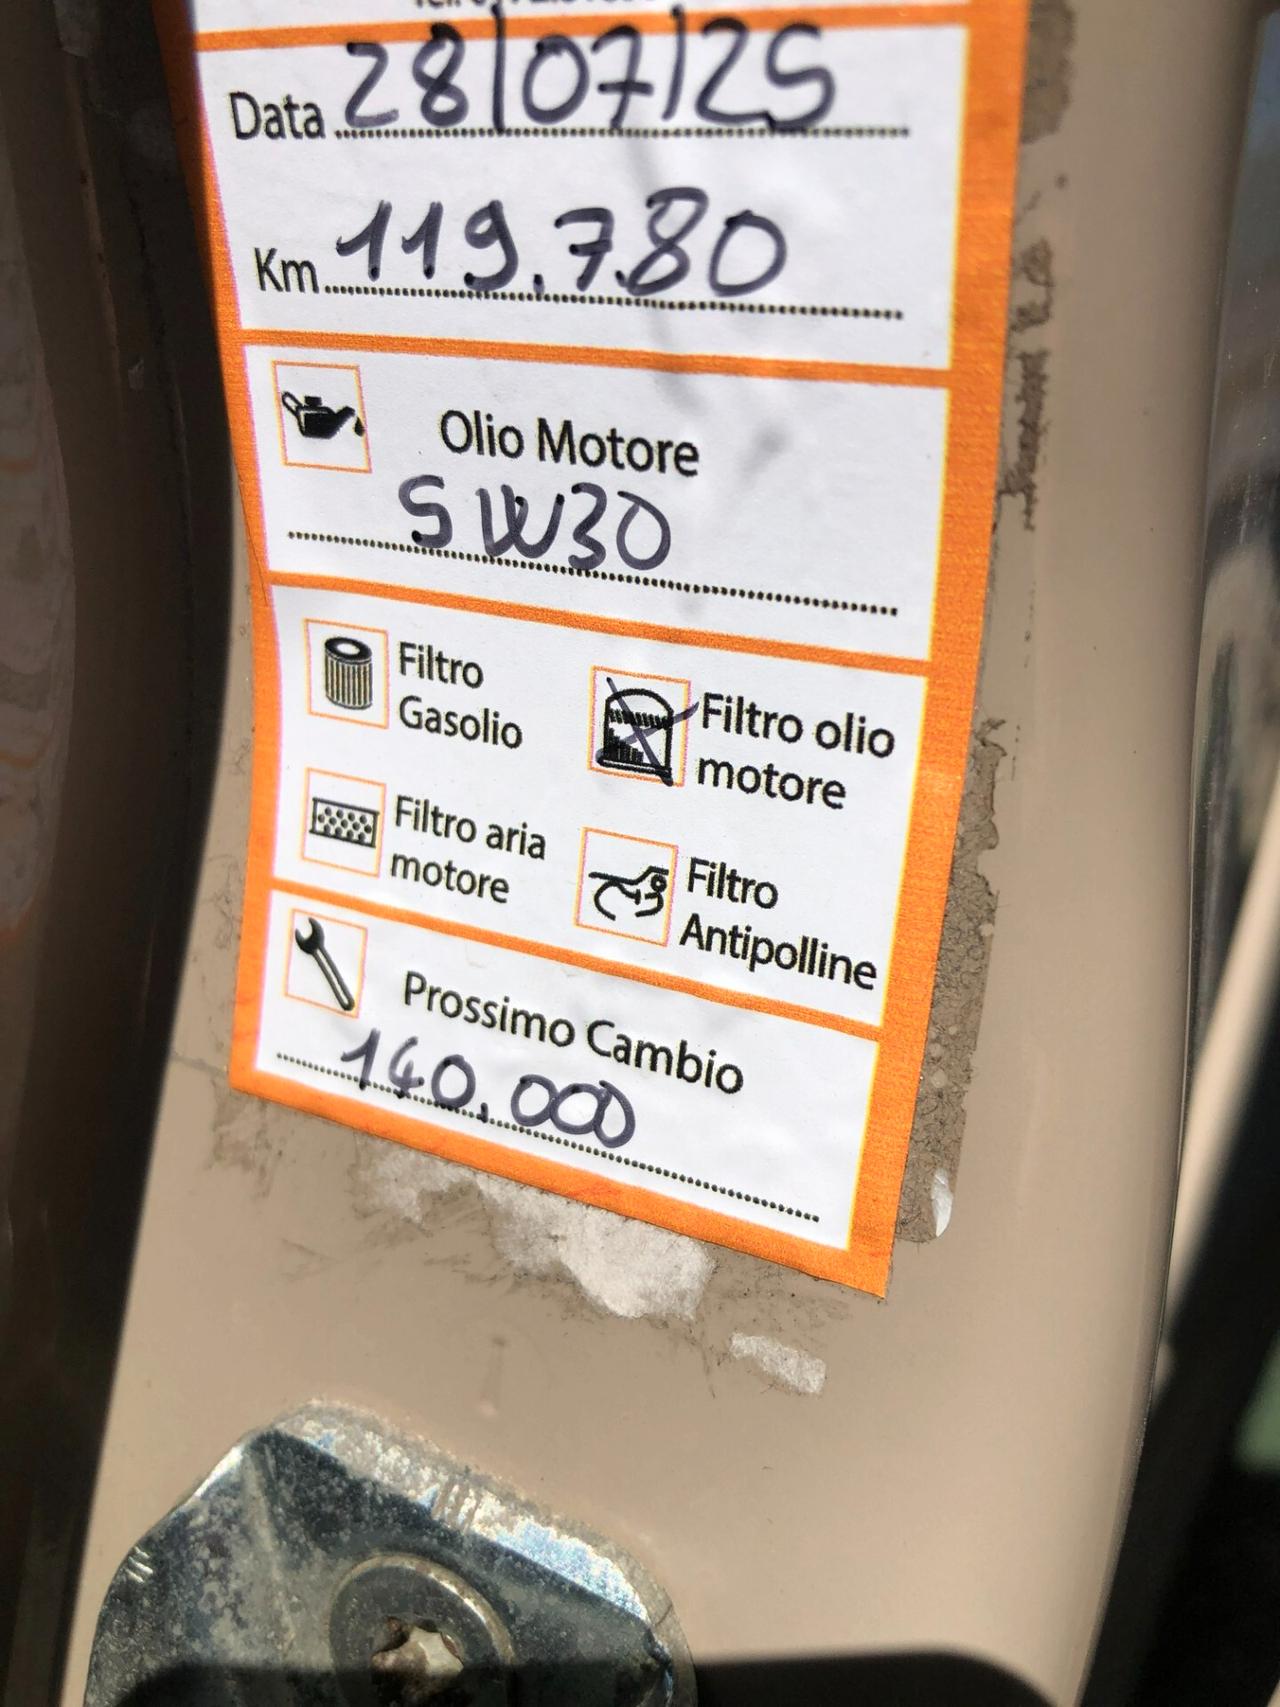 Data 28/07/25
Km 119.780
Olio Motore
5W30
Filtro
Gasolio
Filtro olio
motore
Filtro aria
motore
Filtro
Antipolline
Prossimo Cambio
140.000